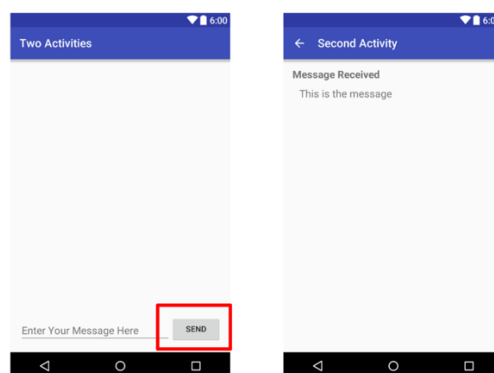 6:00
Two Activities
Enter Your Message Here
SEND
6:0
Second Activity
Message Received
This is the message